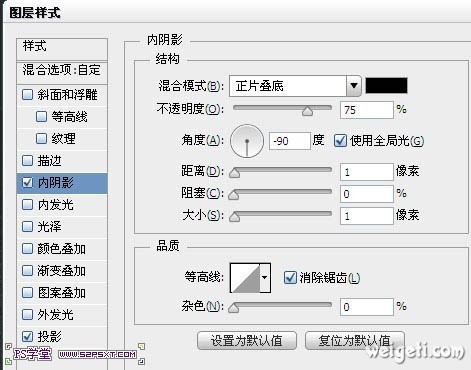 图层样式
样式
混合选项:自定
斜面和浮雕
等高线
纹理
描边
内阴影
内发光
光泽
颜色叠加
渐变叠加
图案叠加
外发光
投影
内阴影
结构
混合模式(B): 正片叠底
不透明度(O): 75 %
角度(A): -90 度 使用全局光(G)
距离(D): 1 像素
阻塞(C): 0 %
大小(S): 1 像素
品质
等高线: 消除锯齿(L)
杂色(N): 0 %
设置为默认值 复位为默认值
PS学堂 www.52psxt.com
weigeti.com